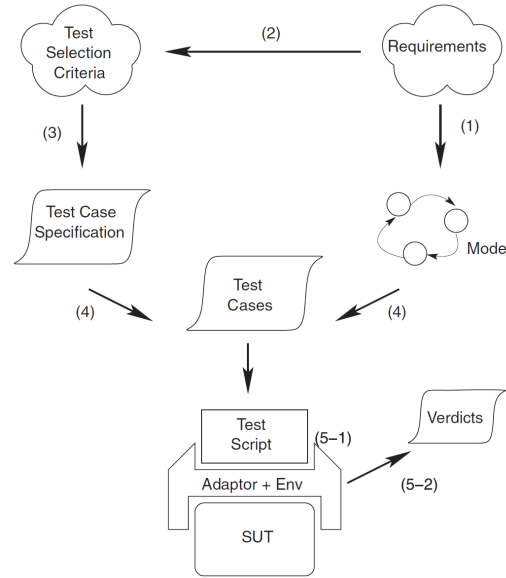 (2)
Test
Selection
Criteria
Requirements
(3)
(1)
Test Case
Specification
Mode
(4)
Test
Cases
(4)
Test
Script
(5–1)
Verdicts
Adaptor + Env
(5–2)
SUT